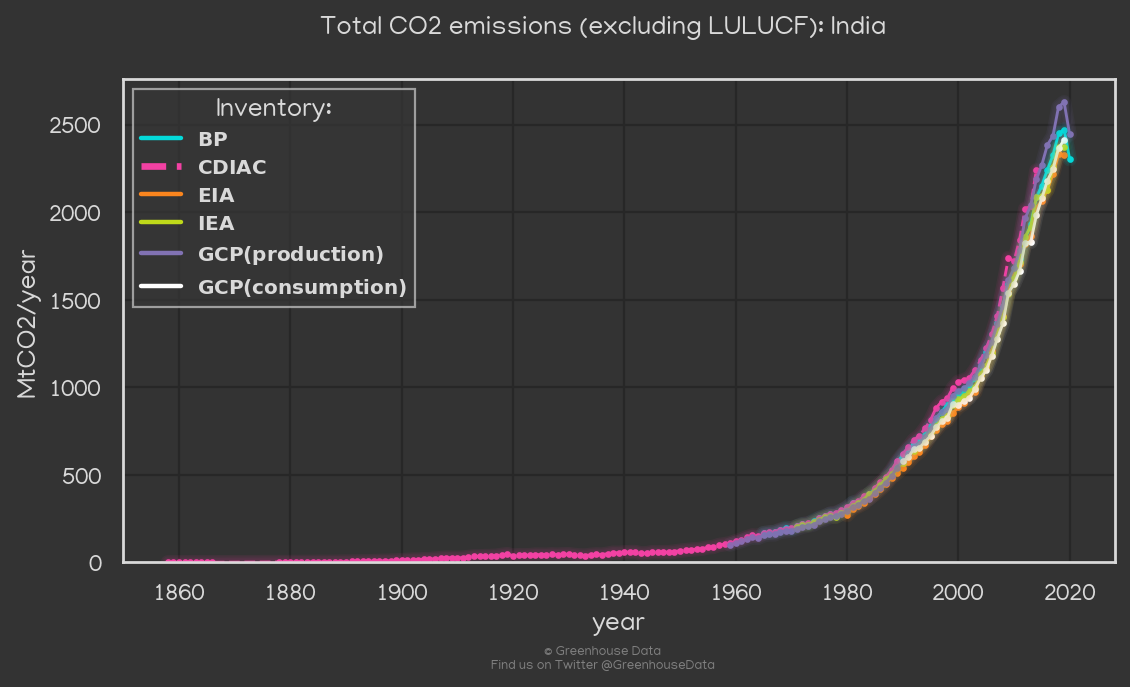 Total CO2 emissions (excluding LULUCF): India
MtCO2/year
2500
2000
1500
1000
500
0
Inventory:
BP
CDIAC
EIA
IEA
GCP(production)
GCP(consumption)
1860 1880 1900 1920 1940 1960 1980 2000 2020
year
© Greenhouse Data
Find us on Twitter @GreenhouseData